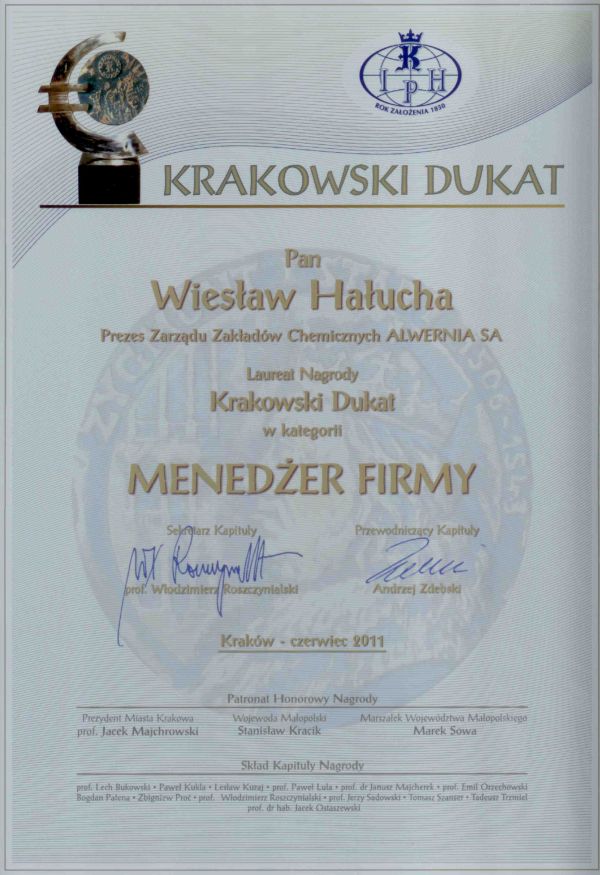 K
I P H
ROK ZAŁOŻENIA 1850
KRAKOWSKI DUKAT
Pan
Wiesław Hałucha
Prezes Zarządu Zakładów Chemicznych ALWERNIA SA
Laureat Nagrody
Krakowski Dukat
w kategorii
MENEDŻER FIRMY
Sekretarz Kapituły Przewodniczący Kapituły
prof. Włodzimierz Roszczynialski Andrzej Zdebski
Kraków - czerwiec 2011
Patronat Honorowy Nagrody
Prezydent Miasta Krakowa Wojewoda Małopolski Marszałek Województwa Małopolskiego
prof. Jacek Majchrowski Stanisław Kracik Marek Sowa
Skład Kapituły Nagrody
prof. Lech Bukowski • Paweł Kukla • Lesław Kuraj • prof. Paweł Lula • prof. dr Janusz Majcherek • prof. Emil Orzechowski
Bogdan Patena • Zbigniew Proć • prof. Włodzimierz Roszczynialski • prof. Jerzy Sadowski • Tomasz Szanser • Tadeusz Trzmiel
prof. dr hab. Jacek Ostaszewski